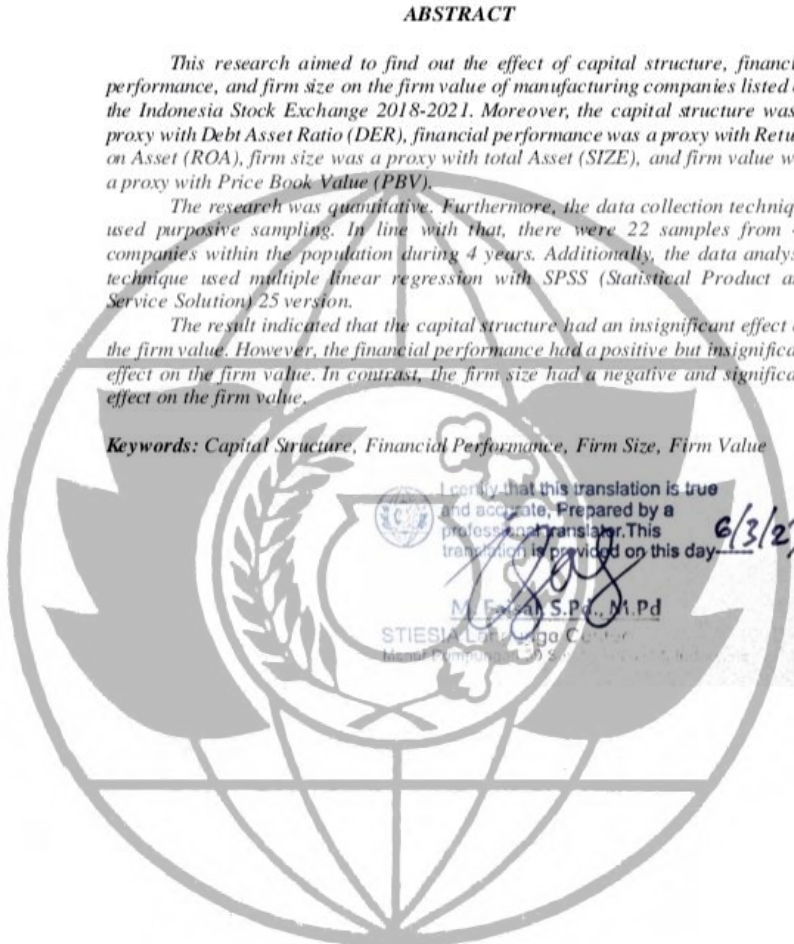 ABSTRACT
This research aimed to find out the effect of capital structure, financi
performance, and firm size on the firm value of manufacturing companies listed
the Indonesia Stock Exchange 2018-2021. Moreover, the capital structure was
proxy with Debt Asset Ratio (DER), financial performance was a proxy with Retu
on Asset (ROA), firm size was a proxy with total Asset (SIZE), and firm value w
a proxy with Price Book Value (PBV).
The research was quantitative. Furthermore, the data collection techniq
used purposive sampling. In line with that, there were 22 samples from
companies within the population during 4 years. Additionally, the data analys
technique used multiple linear regression with SPSS (Statistical Product a
Service Solution) 25 version.
The result indicated that the capital structure had an insignificant effect
the firm value. However, the financial performance had a positive but insignifica
effect on the firm value. In contrast, the firm size had a negative and significa
effect on the firm value.
Keywords: Capital Structure, Financial Performance, Firm Size, Firm Value
I certify that this translation is true
and accurate, Prepared by a
professional translator. This
translation is provided on this day 6/3/2
M. Faisal, S.Pd., M.Pd
STIESIA Language Center